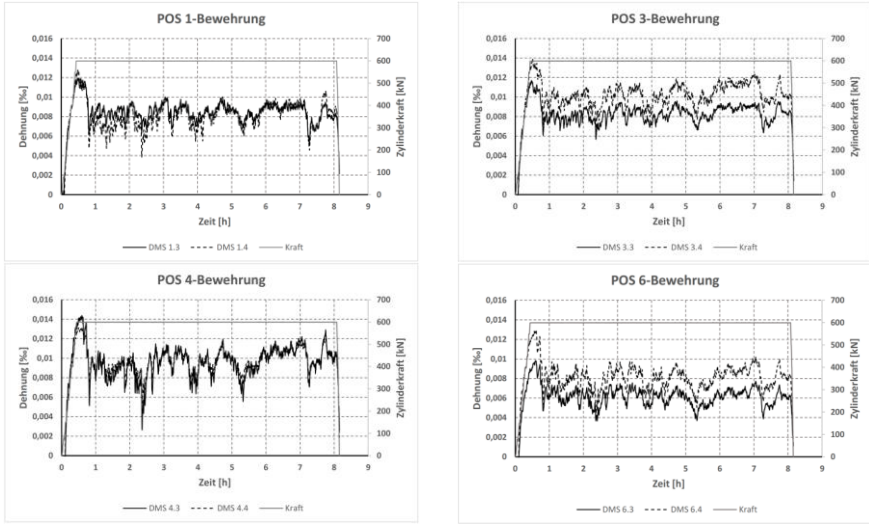 POS 1-Bewehrung
Dehnung [‰]
0,016
0,014
0,012
0,01
0,008
0,006
0,004
0,002
0
700
600
500
400
300
200
100
0
Zylinderkraft [kN]
0 1 2 3 4 5 6 7 8 9
Zeit [h]
DMS 1.3 DMS 1.4 Kraft
POS 3-Bewehrung
Dehnung [‰]
0,016
0,014
0,012
0,01
0,008
0,006
0,004
0,002
0
700
600
500
400
300
200
100
0
Zylinderkraft [kN]
0 1 2 3 4 5 6 7 8 9
Zeit [h]
DMS 3.3 DMS 3.4 Kraft
POS 4-Bewehrung
Dehnung [‰]
0,016
0,014
0,012
0,01
0,008
0,006
0,004
0,002
0
700
600
500
400
300
200
100
0
Zylinderkraft [kN]
0 1 2 3 4 5 6 7 8 9
Zeit [h]
DMS 4.3 DMS 4.4 Kraft
POS 6-Bewehrung
Dehnung [‰]
0,016
0,014
0,012
0,01
0,008
0,006
0,004
0,002
0
700
600
500
400
300
200
100
0
Zylinderkraft [kN]
0 1 2 3 4 5 6 7 8 9
Zeit [h]
DMS 6.3 DMS 6.4 Kraft